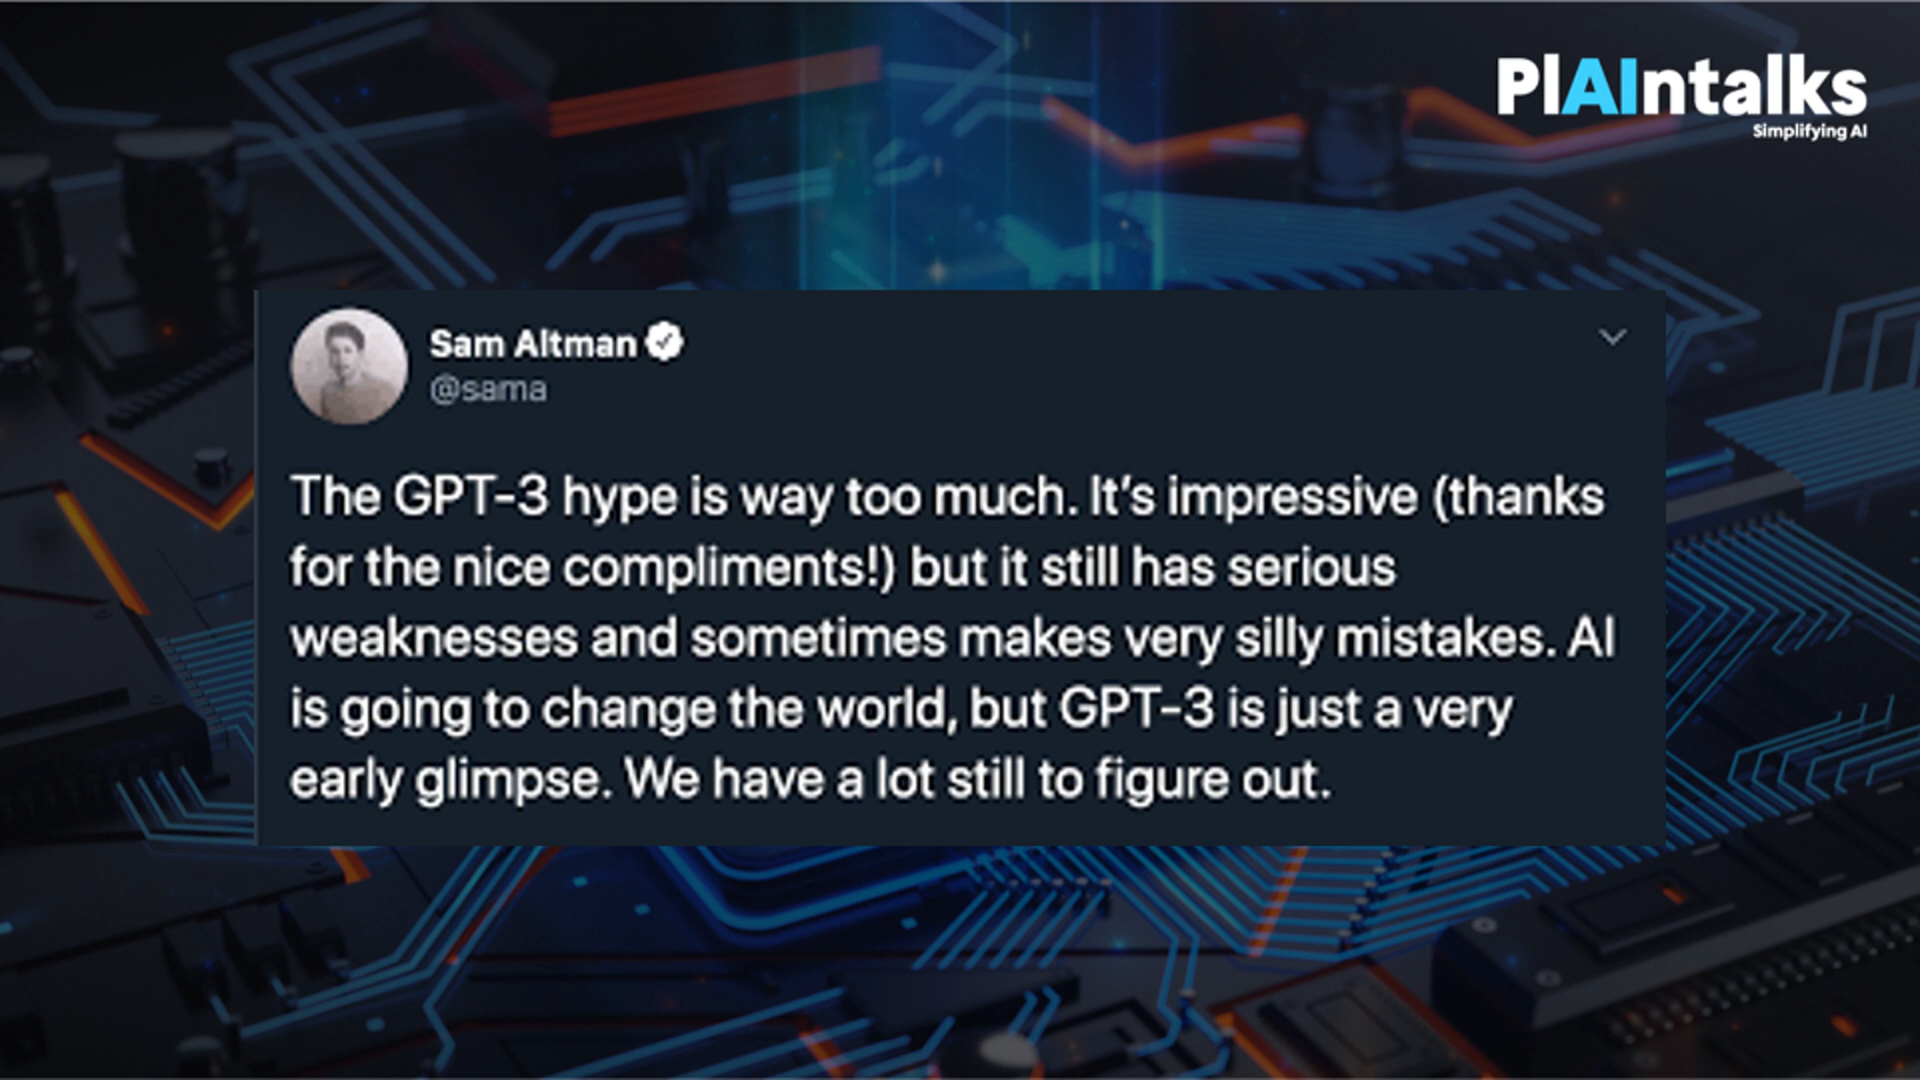 PlAIntalks
Simplifying AI
Sam Altman
@sama
The GPT-3 hype is way too much. It's impressive (thanks
for the nice compliments!) but it still has serious
weaknesses and sometimes makes very silly mistakes. AI
is going to change the world, but GPT-3 is just a very
early glimpse. We have a lot still to figure out.